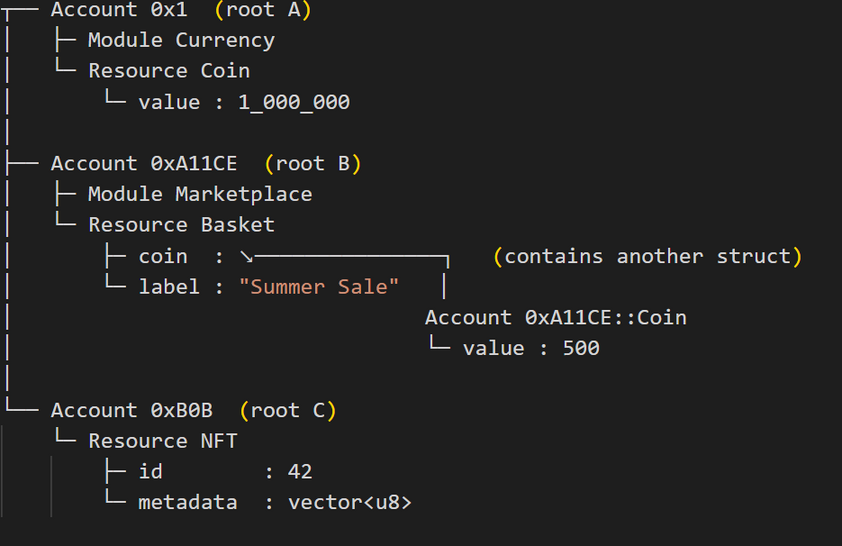 Account 0x1 (root A)
Module Currency
Resource Coin
value : 1_000_000
Account 0xA11CE (root B)
Module Marketplace
Resource Basket
coin : ↘ (contains another struct)
label : "Summer Sale"
Account 0xA11CE::Coin
value : 500
Account 0xB0B (root C)
Resource NFT
id : 42
metadata : vector<u8>